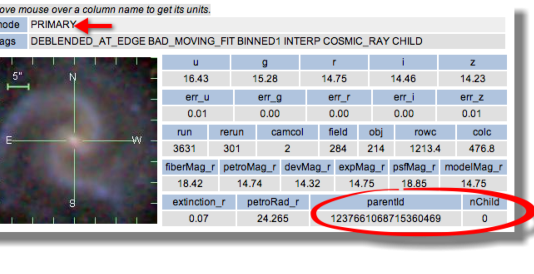 ove mouse over a column name to get its units.
mode PRIMARY
ags DEBLENDED_AT_EDGE BAD_MOVING_FIT BINNED1 INTERP COSMIC_RAY CHILD
5"
N
E
W
S
u g r i z
16.43 15.28 14.75 14.46 14.23
err_u err_g err_r err_i err_z
0.01 0.00 0.00 0.00 0.01
run rerun camcol field obj rowc colc
3631 301 2 284 214 1213.4 476.8
fiberMag_r petroMag_r devMag_r expMag_r psfMag_r modelMag_r
18.42 14.74 14.32 14.75 18.85 14.75
extinction_r petroRad_r parentId nChild
0.07 24.265 1237661068715360469 0